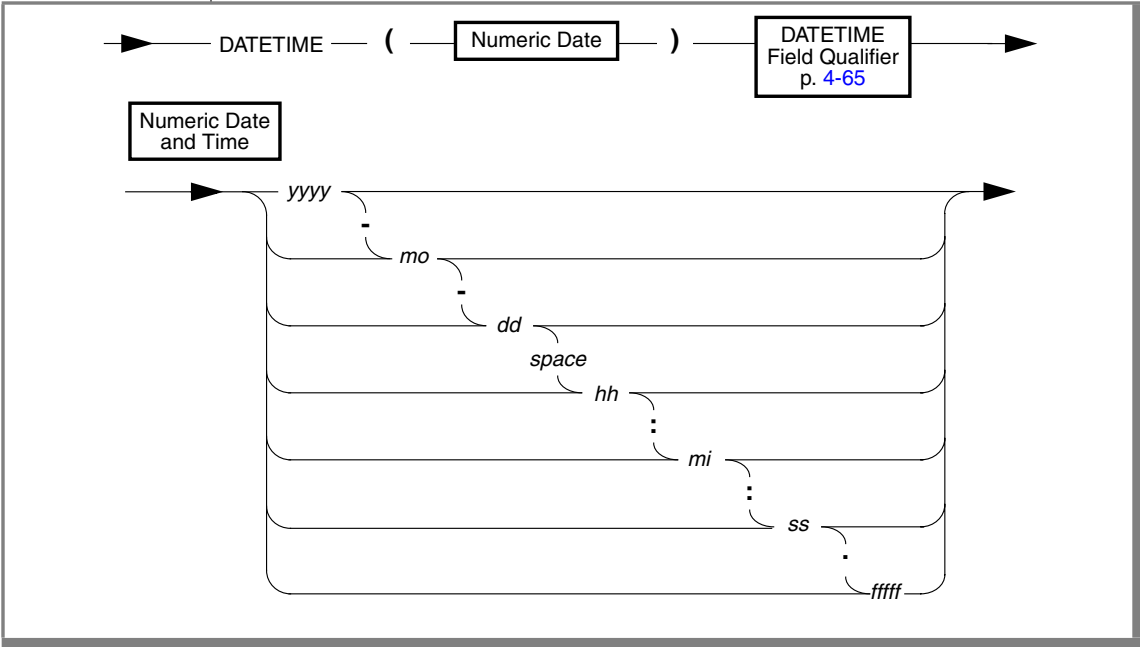 DATETIME ( Numeric Date ) DATETIME
Field Qualifier
p. 4-65
Numeric Date
and Time
yyyy
-
mo
-
dd
space
hh
:
mi
:
ss
.
fffff